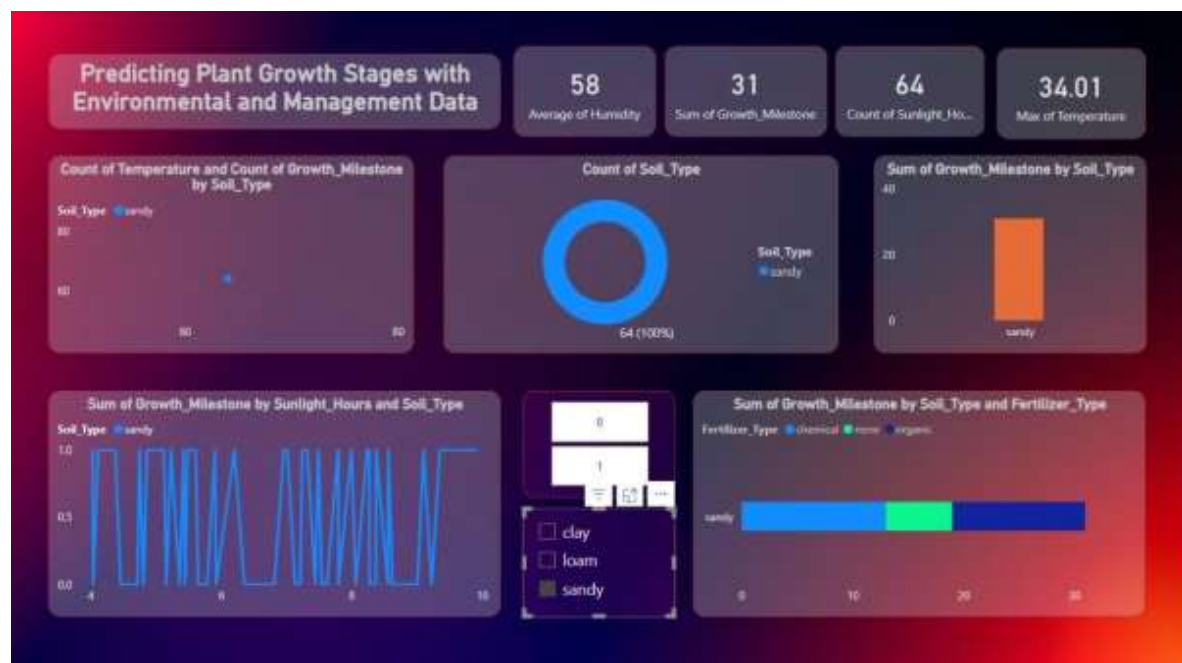 Predicting Plant Growth Stages with
Environmental and Management Data
58
Average of Humidity
31
Sum of Growth_Milestone
64
Count of Sunlight_Ho...
34.01
Max of Temperature
Count of Temperature and Count of Growth_Milestone
by Soil_Type
Soil_Type sandy
80
60
60 80
Count of Soil_Type
Soil_Type
sandy
64 (100%)
Sum of Growth_Milestone by Soil_Type
40
20
0
sandy
Sum of Growth_Milestone by Sunlight_Hours and Soil_Type
Soil_Type sandy
1.0
0.5
0.0
4 6 8 10
0
1
clay
loam
sandy
Sum of Growth_Milestone by Soil_Type and Fertilizer_Type
Fertilizer_Type chemical none organic
sandy
0 10 20 30